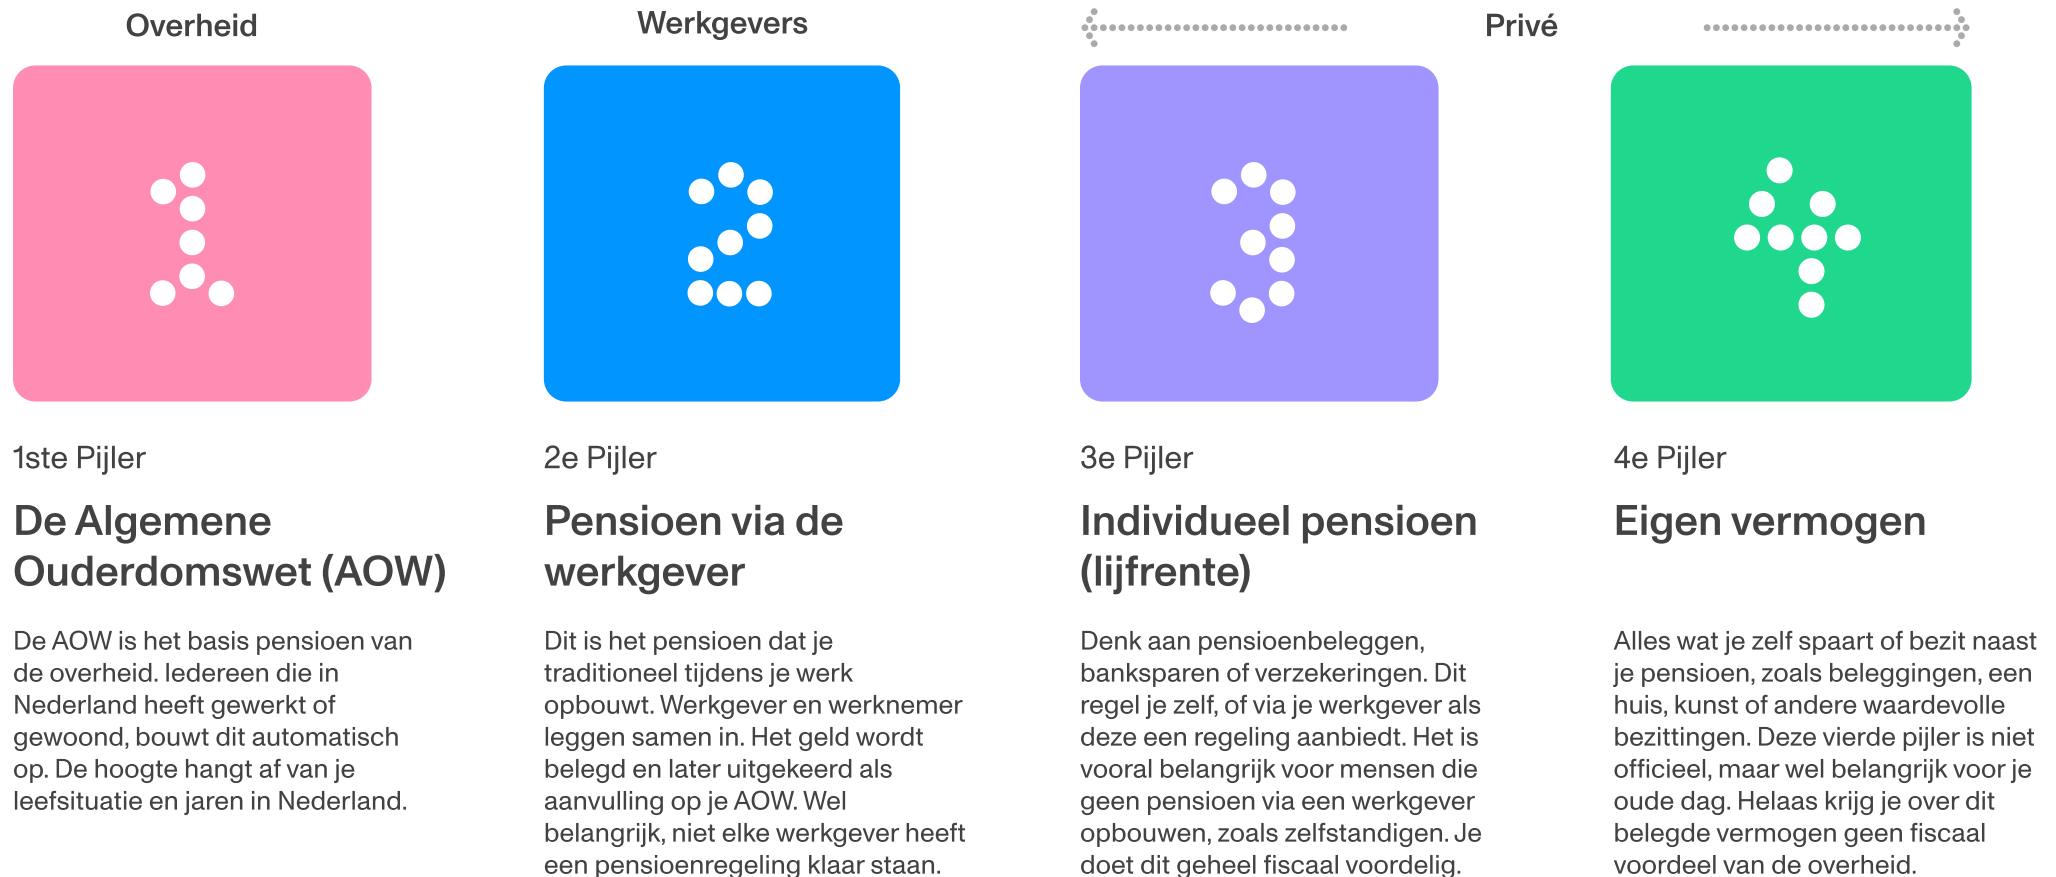 Overheid
Werkgevers
Privé
1
2
3
4
1ste Pijler
De Algemene
Ouderdomswet (AOW)
De AOW is het basis pensioen van
de overheid. Iedereen die in
Nederland heeft gewerkt of
gewoond, bouwt dit automatisch
op. De hoogte hangt af van je
leefsituatie en jaren in Nederland.
2e Pijler
Pensioen via de
werkgever
Dit is het pensioen dat je
traditioneel tijdens je werk
opbouwt. Werkgever en werknemer
leggen samen in. Het geld wordt
belegd en later uitgekeerd als
aanvulling op je AOW. Wel
belangrijk, niet elke werkgever heeft
een pensioenregeling klaar staan.
3e Pijler
Individueel pensioen
(lijfrente)
Denk aan pensioenbeleggen,
banksparen of verzekeringen. Dit
regel je zelf, of via je werkgever als
deze een regeling aanbiedt. Het is
vooral belangrijk voor mensen die
geen pensioen via een werkgever
opbouwen, zoals zelfstandigen. Je
doet dit geheel fiscaal voordelig.
4e Pijler
Eigen vermogen
Alles wat je zelf spaart of bezit naast
je pensioen, zoals beleggingen, een
huis, kunst of andere waardevolle
bezittingen. Deze vierde pijler is niet
officieel, maar wel belangrijk voor je
oude dag. Helaas krijg je over dit
belegde vermogen geen fiscaal
voordeel van de overheid.